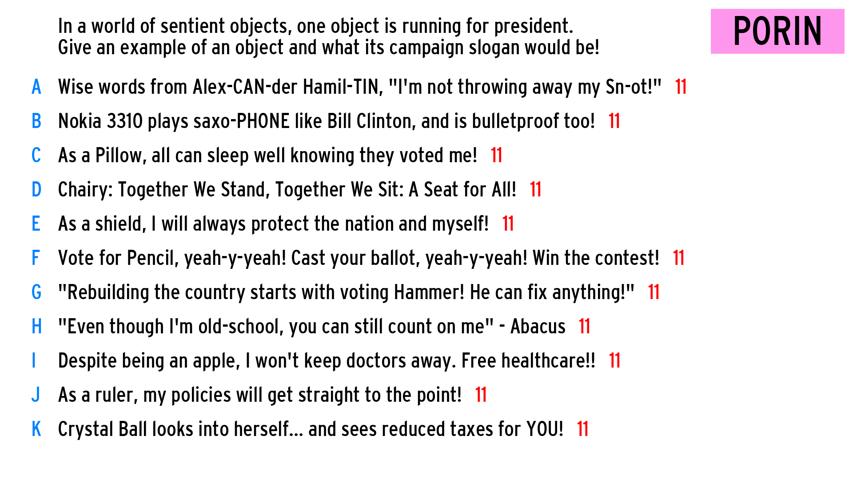 In a world of sentient objects, one object is running for president.
Give an example of an object and what its campaign slogan would be!
PORIN
A Wise words from Alex-CAN-der Hamil-TIN, "I'm not throwing away my Sn-ot!" 11
B Nokia 3310 plays saxo-PHONE like Bill Clinton, and is bulletproof too! 11
C As a Pillow, all can sleep well knowing they voted me! 11
D Chairy: Together We Stand, Together We Sit: A Seat for All! 11
E As a shield, I will always protect the nation and myself! 11
F Vote for Pencil, yeah-y-yeah! Cast your ballot, yeah-y-yeah! Win the contest! 11
G "Rebuilding the country starts with voting Hammer! He can fix anything!" 11
H "Even though I'm old-school, you can still count on me" - Abacus 11
I Despite being an apple, I won't keep doctors away. Free healthcare!! 11
J As a ruler, my policies will get straight to the point! 11
K Crystal Ball looks into herself... and sees reduced taxes for YOU! 11